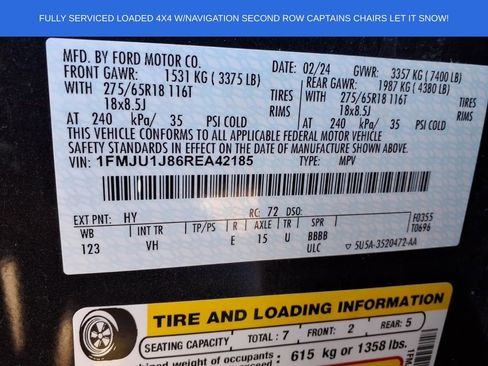 FULLY SERVICED LOADED 4X4 W/NAVIGATION SECOND ROW CAPTAINS CHAIRS LET IT SNOW!
MFD. BY FORD MOTOR CO. 02/24 GVWR: 3357 KG (7400 LB)
FRONT GAWR: 1531 KG (3375 LB) REAR GAWR: 1987 KG (4380 LB)
WITH 275/65R18 116T TIRES WITH 275/65R18 116T TIRES
18x8.5J RIMS 18x8.5J RIMS
AT 240 kPa/ 35 PSI COLD AT 240 kPa/ 35 PSI COLD
THIS VEHICLE CONFORMS TO ALL APPLICABLE FEDERAL MOTOR VEHICLE
SAFETY STANDARDS IN EFFECT ON THE DATE OF MANUFACTURE SHOWN ABOVE.
VIN: 1FMJU1J86REA42185 TYPE: MPV
EXT PNT: HY RC: 72 DSO:
WB INT TR TP/PS R AXLE TR SPR
123 VH E 15 U BBBB
ULC
F0355
T0696
5U5A-3520472-AA
TIRE AND LOADING INFORMATION
SEATING CAPACITY TOTAL: 7 FRONT: 2 REAR: 5
weight of occupants 615 kg or 1358 lbs.